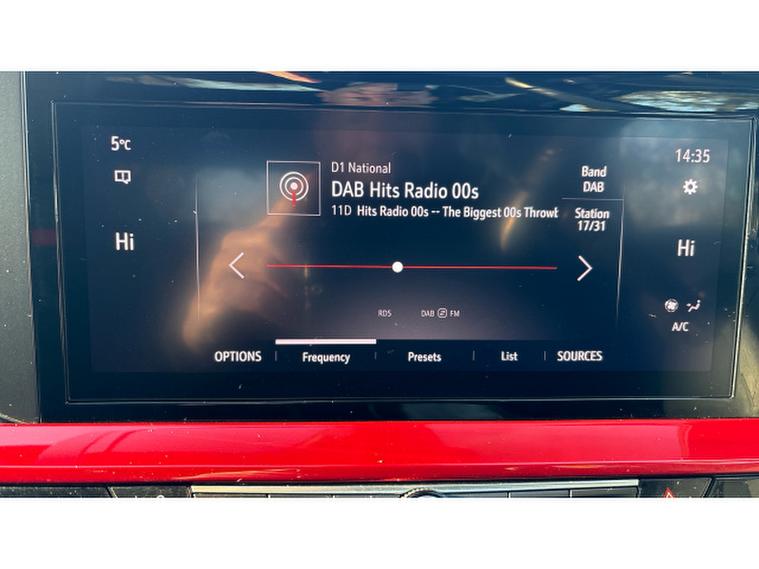 5°C
14:35
D1 National
DAB Hits Radio 00s
11D Hits Radio 00s -- The Biggest 00s Throwb
Band
DAB
Station
17/31
Hi
Hi
RDS
DAB
FM
A/C
OPTIONS
Frequency
Presets
List
SOURCES